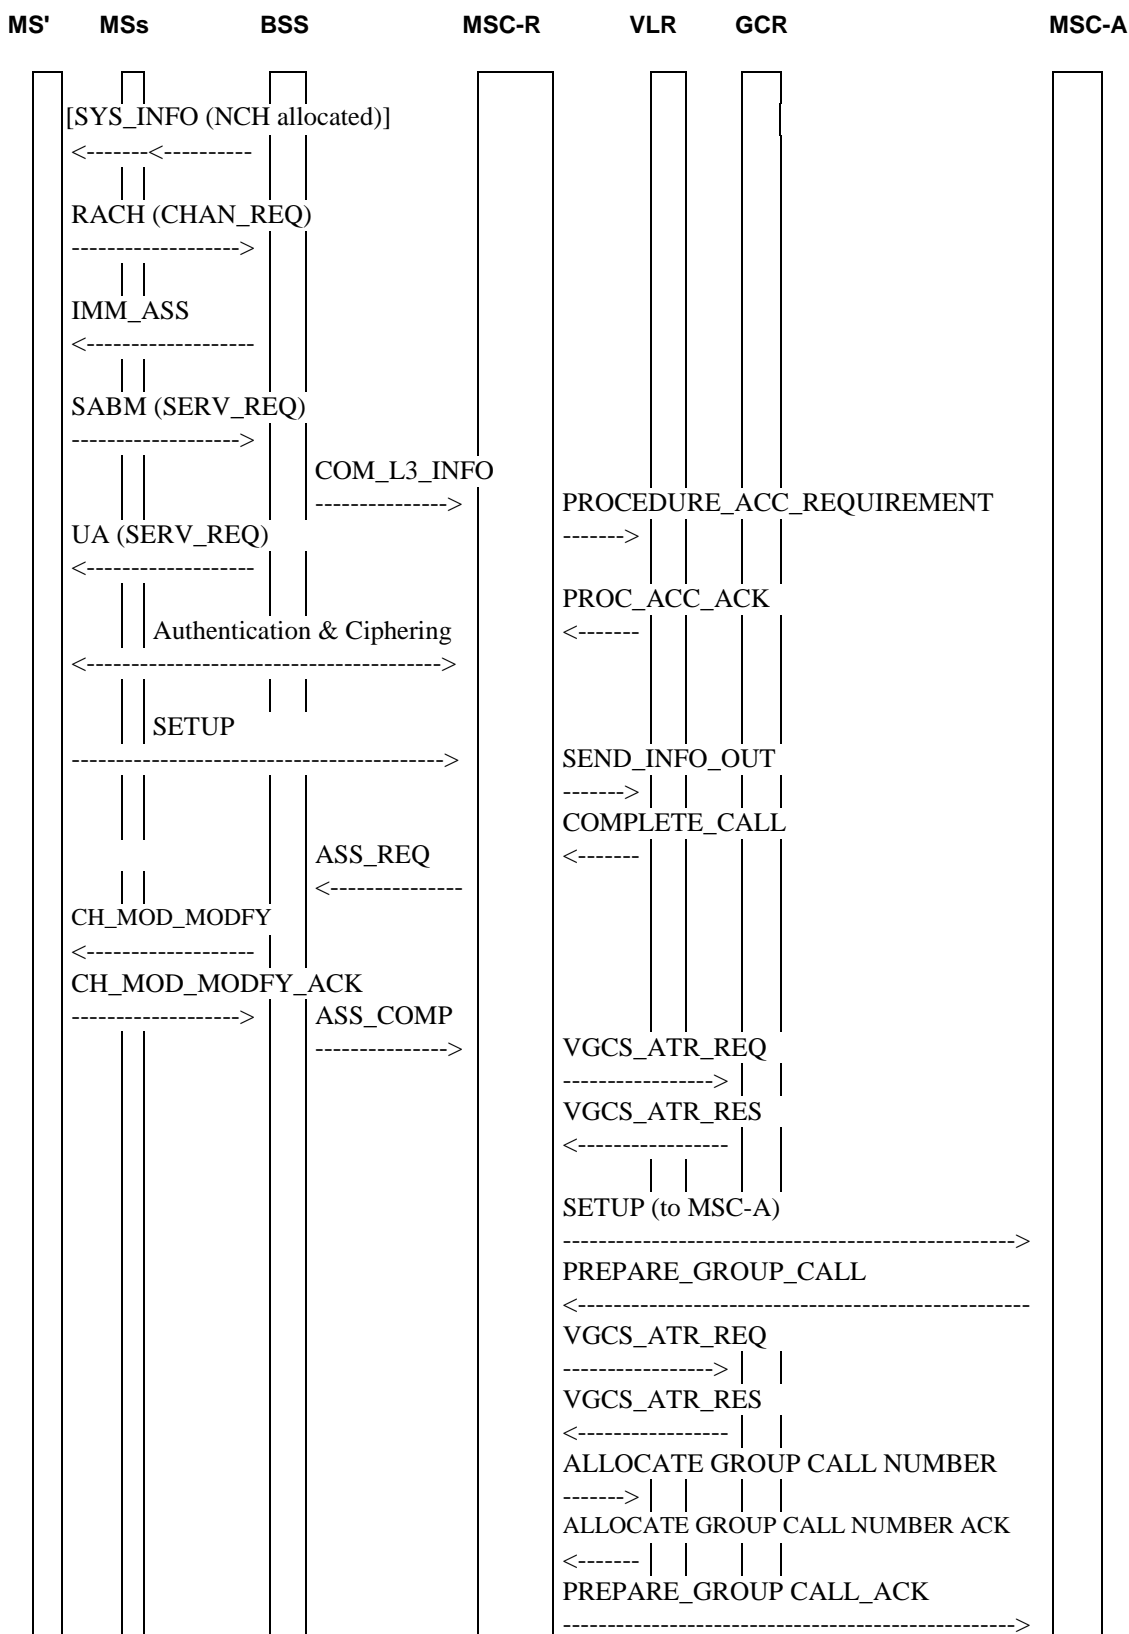 MS' MSs BSS MSC-R VLR GCR MSC-A
[SYS_INFO (NCH allocated)]
<-------<----------
RACH (CHAN_REQ)
------------------->
IMM_ASS
<-------------------
SABM (SERV_REQ)
------------------->
COM_L3_INFO
---------------> PROCEDURE_ACC_REQUIREMENT
UA (SERV_REQ) ------->
<-------------------
PROC_ACC_ACK
Authentication & Ciphering <-------
<---------------------------------------->
SETUP
------------------------------------------> SEND_INFO_OUT
------->
COMPLETE_CALL
ASS_REQ <-------
<---------------
CH_MOD_MODFY
<-------------------
CH_MOD_MODFY_ACK
-------------------> ASS_COMP
---------------> VGCS_ATR_REQ
----------------->
VGCS_ATR_RES
<-----------------
SETUP (to MSC-A)
------------------------------------------------>
PREPARE_GROUP_CALL
<---------------------------------------------------
VGCS_ATR_REQ
----------------->
VGCS_ATR_RES
<-----------------
ALLOCATE GROUP CALL NUMBER
------->
ALLOCATE GROUP CALL NUMBER ACK
<-------
PREPARE_GROUP CALL_ACK
--------------------------------------------------->